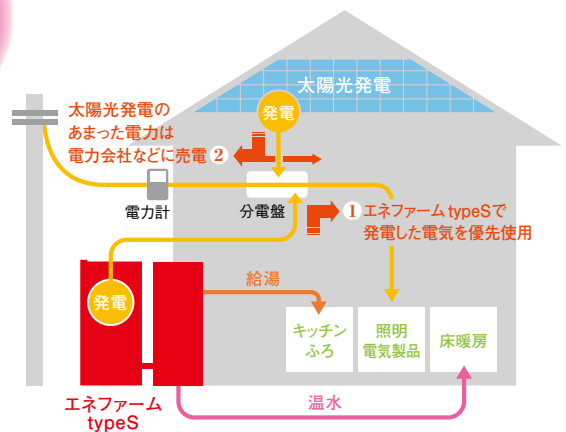 太陽光発電
発電
太陽光発電の
あまった電力は
電力会社などに売電 2
電力計
分電盤
1 エネファーム typeSで
発電した電気を優先使用
発電
給湯
キッチン
ふろ
照明
電気製品
床暖房
温水
エネファーム
typeS